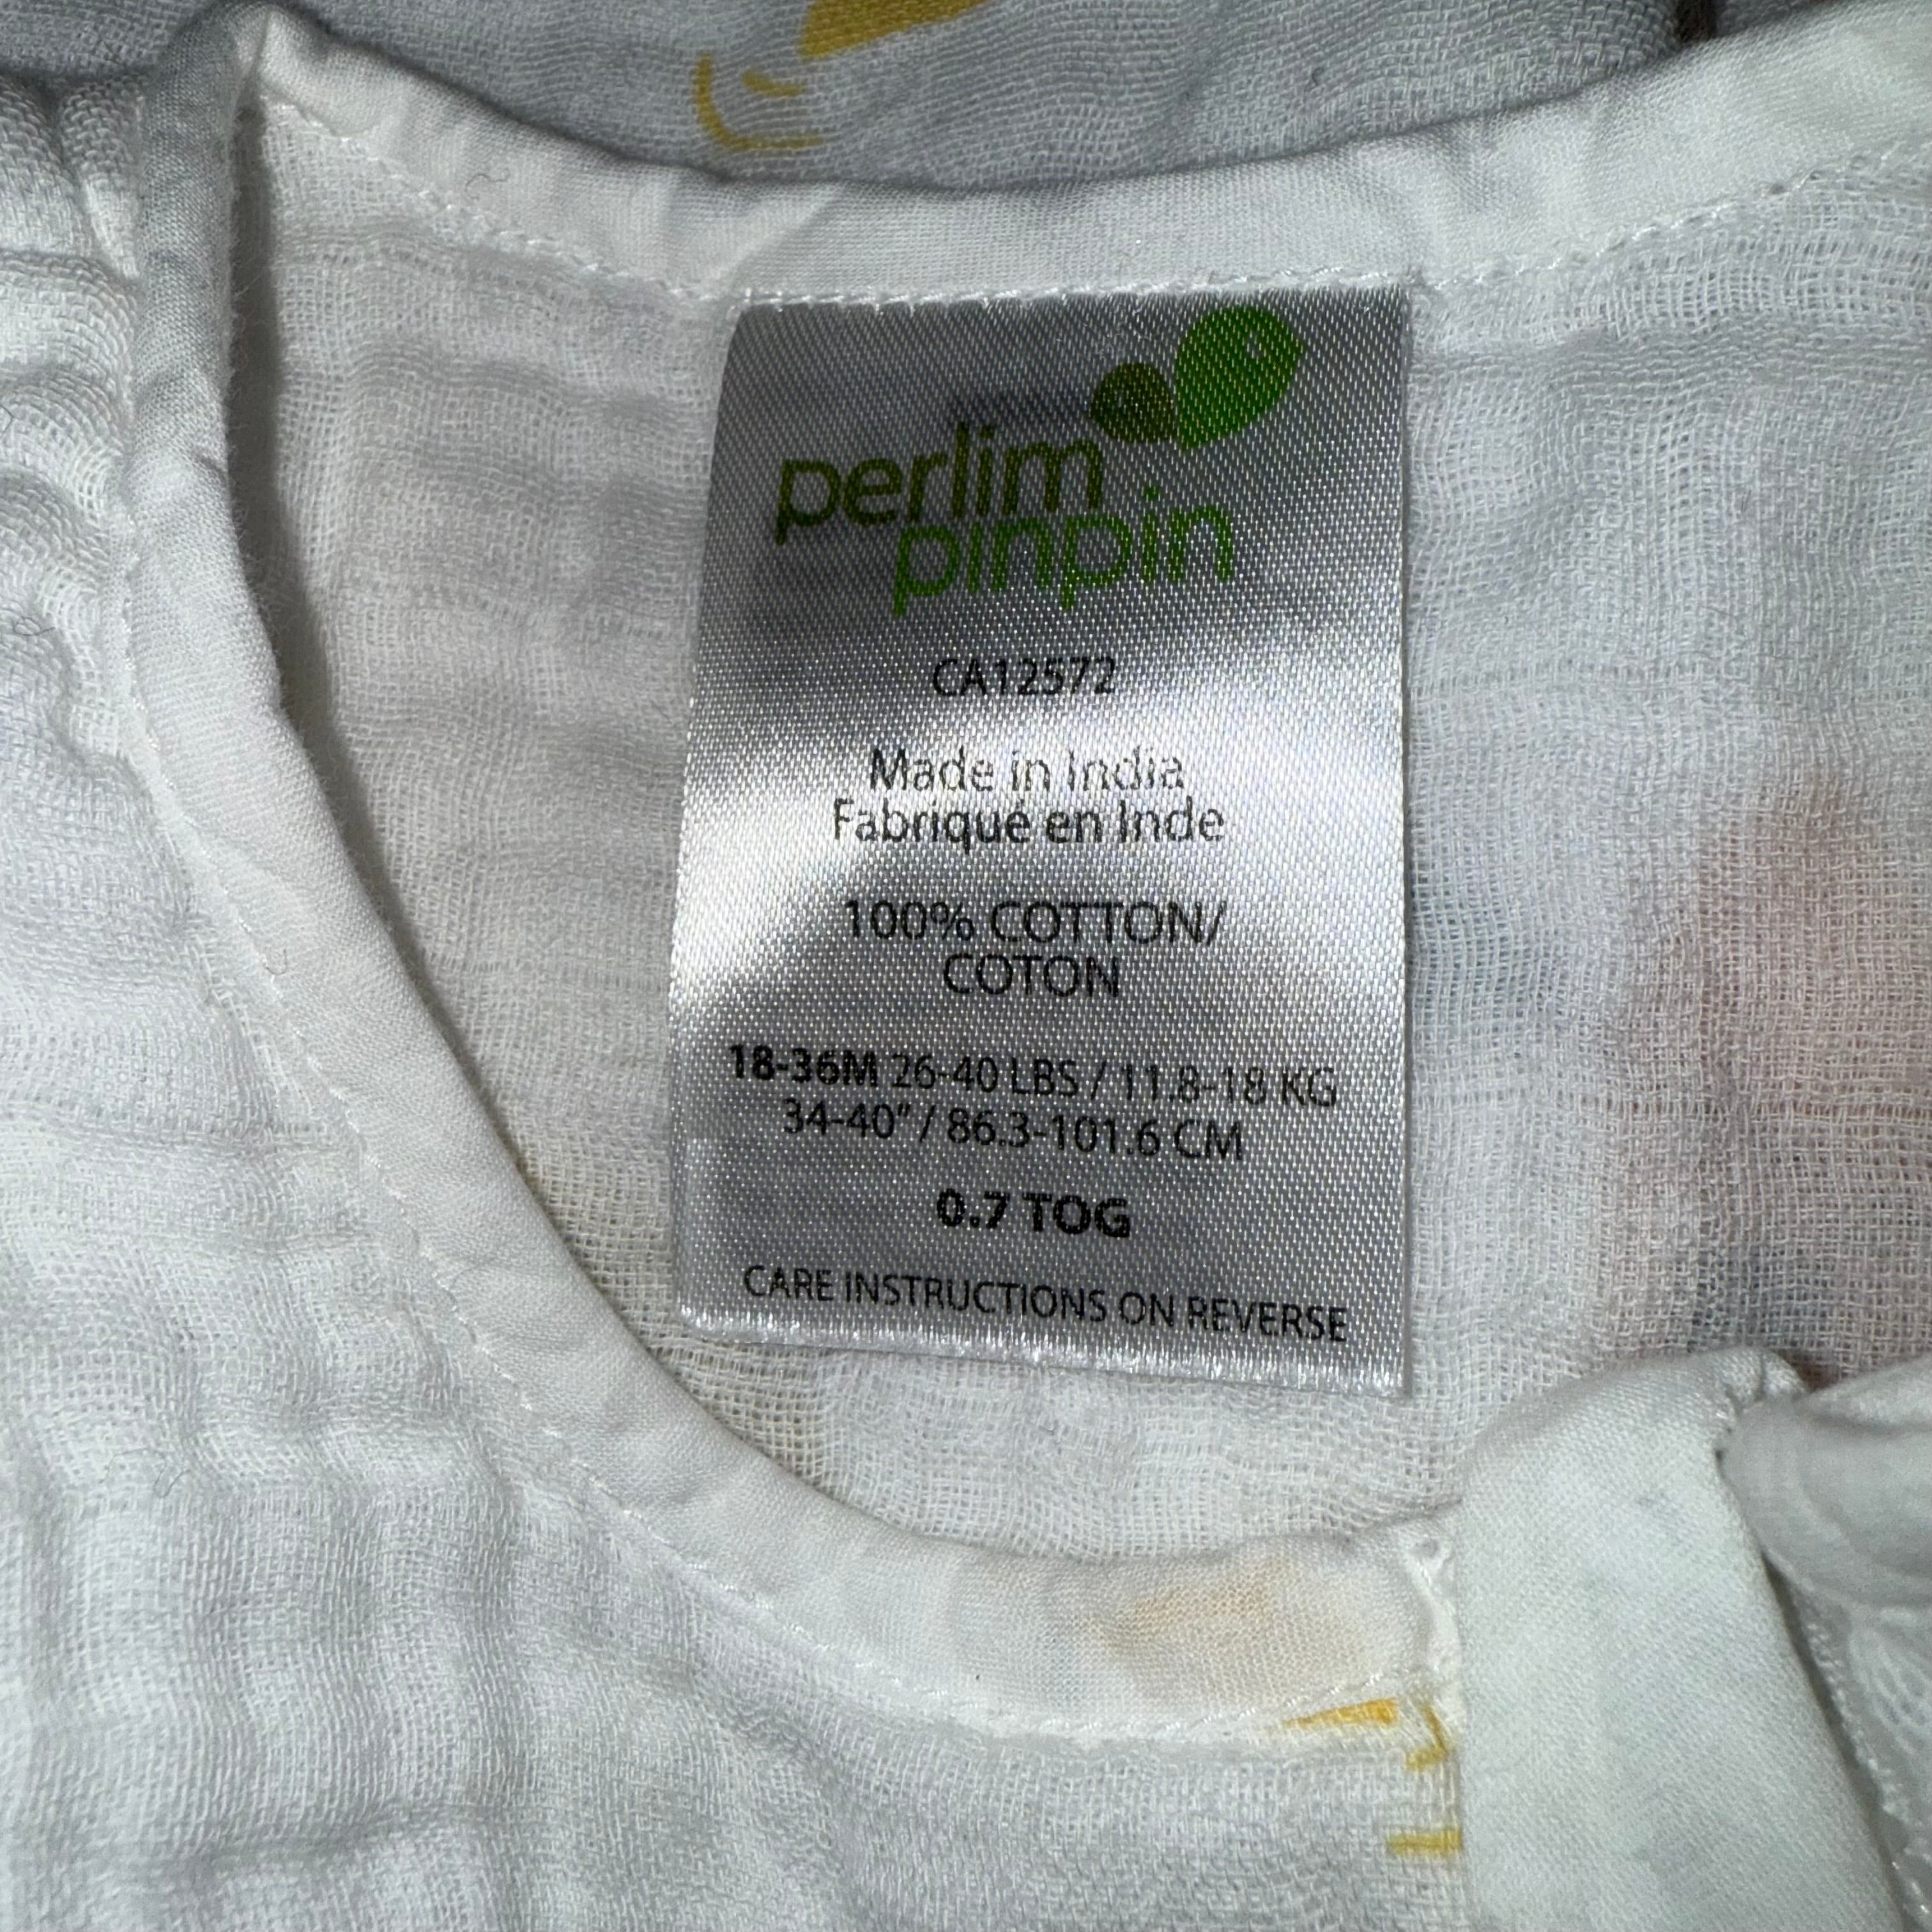 perlim
pinpin
CA12572
Made in India
Fabriqué en Inde
100% COTTON/
COTON
18-36M 26-40 LBS / 11.8-18 KG
34-40" / 86.3-101.6 CM
0.7 TOG
CARE INSTRUCTIONS ON REVERSE